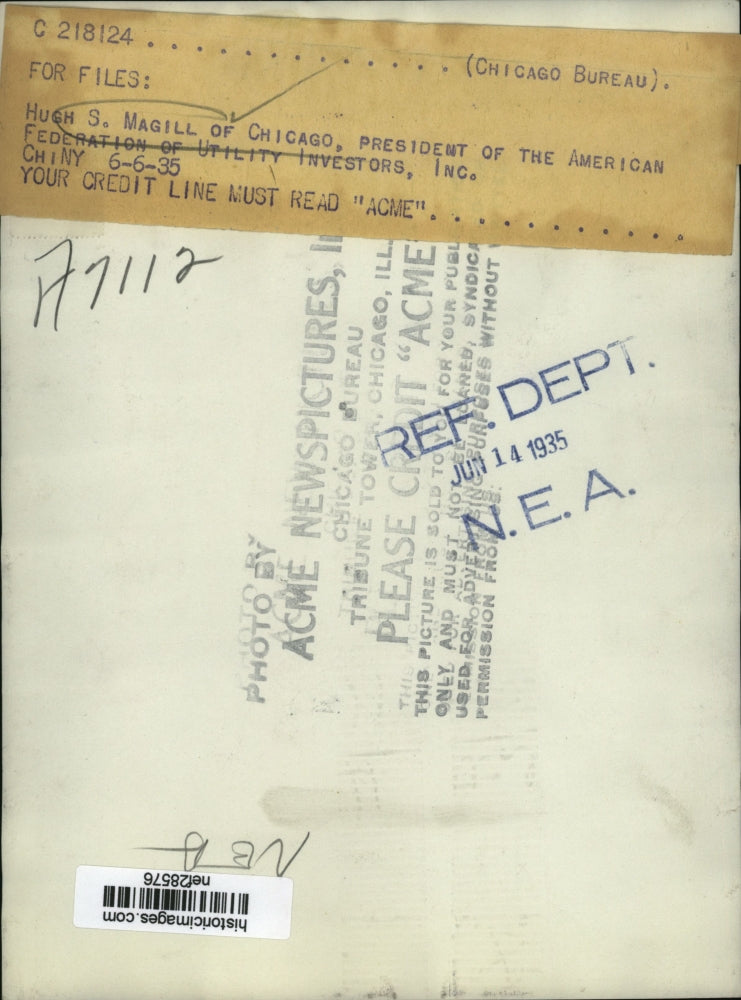 C 218124 . . . . . . . . . . . . . . (CHICAGO BUREAU).
FOR FILES:
HUGH S. MAGILL OF CHICAGO, PRESIDENT OF THE AMERICAN
FEDERATION OF UTILITY INVESTORS, INC.
CHINY 6-6-35
YOUR CREDIT LINE MUST READ "ACME". . . . . . . . . . . .
A7112
PHOTO BY
ACME NEWSPICTURES,
CHICAGO BUREAU
TRIBUNE TOWER, CHICAGO, ILL.
PLEASE CREDIT "ACME
THIS PICTURE IS SOLD TO YOU FOR YOUR PUBL
ONLY AND MUST NOT BE LOANED, SYNDICA
USED FOR ADVERTISING PURPOSES WITHOUT
PERMISSION FROM US.
REF. DEPT.
JUN 14 1935
N.E.A.
NEA
historicimages.com
nef28576